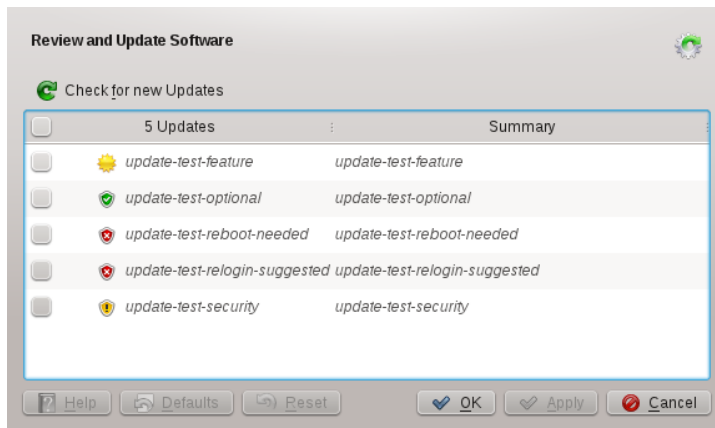 Review and Update Software
Check for new Updates
5 Updates Summary
update-test-feature update-test-feature
update-test-optional update-test-optional
update-test-reboot-needed update-test-reboot-needed
update-test-relogin-suggested update-test-relogin-suggested
update-test-security update-test-security
Help Defaults Reset OK Apply Cancel